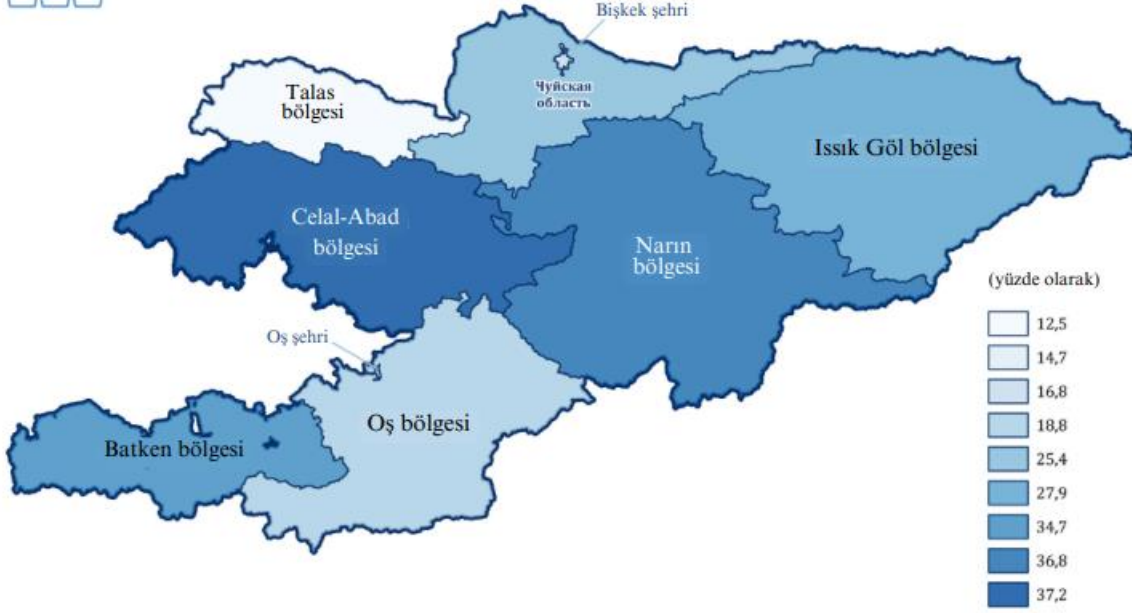 Bişkek şehri
Чуйская
область
Talas
bölgesi
Issık Göl bölgesi
Celal-Abad
bölgesi
Narın
bölgesi
(yüzde olarak)
12,5
14,7
16,8
18,8
25,4
27,9
34,7
36,8
37,2
Oş şehri
Oş bölgesi
Batken bölgesi